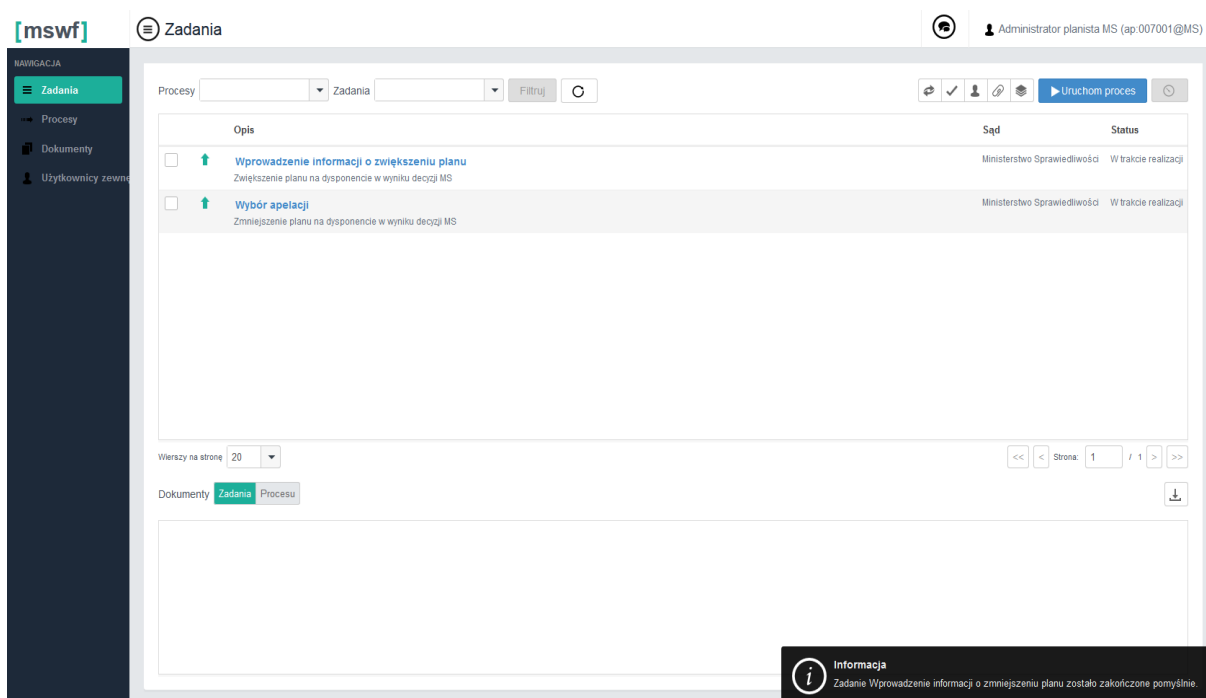 [mswf]
Zadania
Administrator planista MS (ap:007001@MS)
NAWIGACJA
Zadania
Procesy
Dokumenty
Użytkownicy zewnę
Procesy Zadania Filtruj Uruchom proces
Opis Sąd Status
Wprowadzenie informacji o zwiększeniu planu Ministerstwo Sprawiedliwości W trakcie realizacji
Zwiększenie planu na dysponencie w wyniku decyzji MS
Wybór apelacji Ministerstwo Sprawiedliwości W trakcie realizacji
Zmniejszenie planu na dysponencie w wyniku decyzji MS
Wierszy na stronę 20 << < Strona: 1 / 1 > >>
Dokumenty Zadania Procesu
Informacja
Zadanie Wprowadzenie informacji o zmniejszeniu planu zostało zakończone pomyślnie.